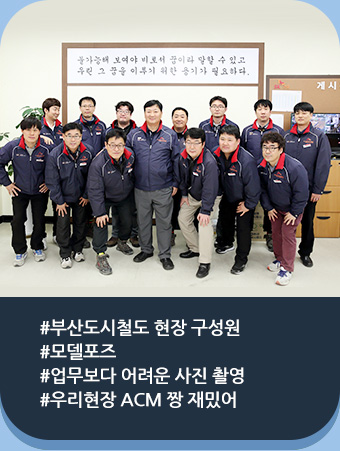 불가능해 보여야 비로서 꿈이라 말할 수 있고
우린 그 꿈을 이루기 위한 용기가 필요하다.
게시
#부산도시철도 현장 구성원
#모델포즈
#업무보다 어려운 사진 촬영
#우리현장 ACM 짱 재밌어